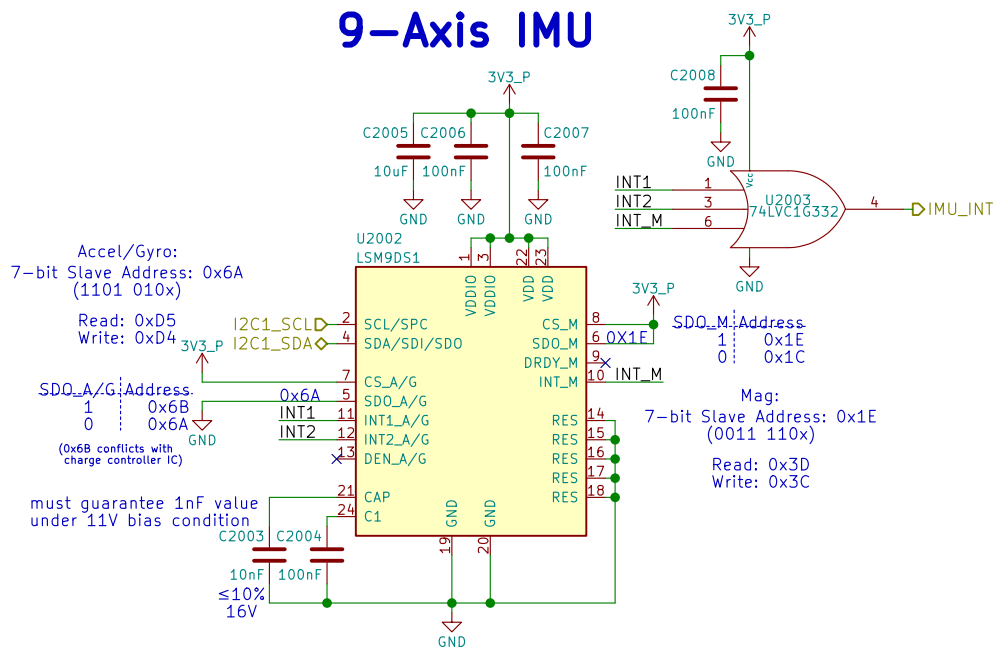 9-Axis IMU
3V3_P
C2008
100nF
GND
INT1
INT2
INT_M
1
3
6
Vcc
U2003
74LVC1G332
4
IMU_INT
GND
3V3_P
C2005
C2006
C2007
10uF
100nF
100nF
GND
GND
GND
U2002
LSM9DS1
1
3
22
23
VDDIO
VDDIO
VDD
VDD
Accel/Gyro:
7-bit Slave Address: 0x6A
(1101 010x)
Read: 0xD5
Write: 0xD4
I2C1_SCL
2
SCL/SPC
I2C1_SDA
4
SDA/SDI/SDO
3V3_P
7
CS_A/G
0x6A
5
SDO_A/G
GND
INT1
11
INT1_A/G
INT2
12
INT2_A/G
13
DEN_A/G
21
CAP
24
C1
SDO_A/G Address
1 0x6B
0 0x6A
(0x6B conflicts with
charge controller IC)
must guarantee 1nF value
under 11V bias condition
C2003
C2004
10nF
100nF
≤10%
16V
GND
GND
19
20
GND
3V3_P
CS_M
8
SDO_M
6
0X1E
DRDY_M
9
INT_M
10
INT_M
RES
14
RES
15
RES
16
RES
17
RES
18
SDO_M Address
1 0x1E
0 0x1C
Mag:
7-bit Slave Address: 0x1E
(0011 110x)
Read: 0x3D
Write: 0x3C